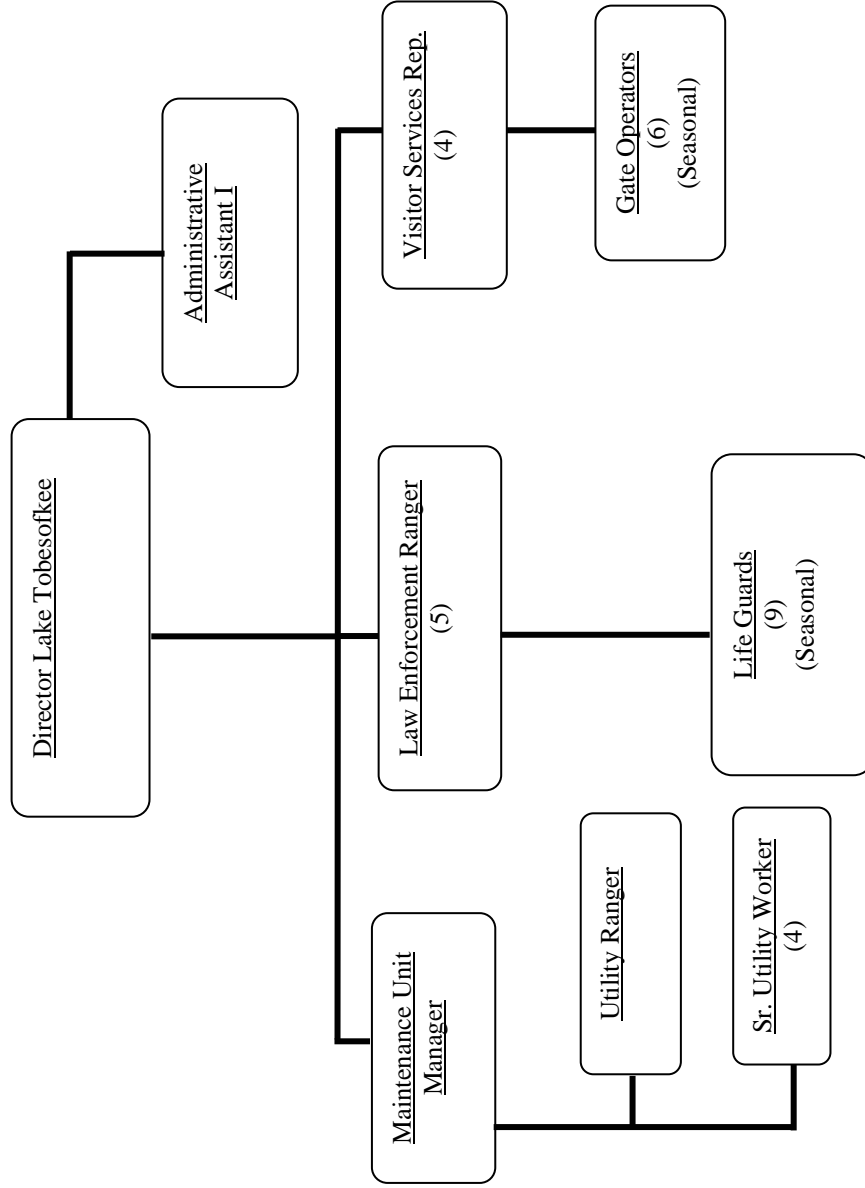 Director Lake Tobesofkee
Administrative
Assistant I
Maintenance Unit
Manager
Law Enforcement Ranger
(5)
Visitor Services Rep.
(4)
Utility Ranger
Sr. Utility Worker
(4)
Life Guards
(9)
(Seasonal)
Gate Operators
(6)
(Seasonal)